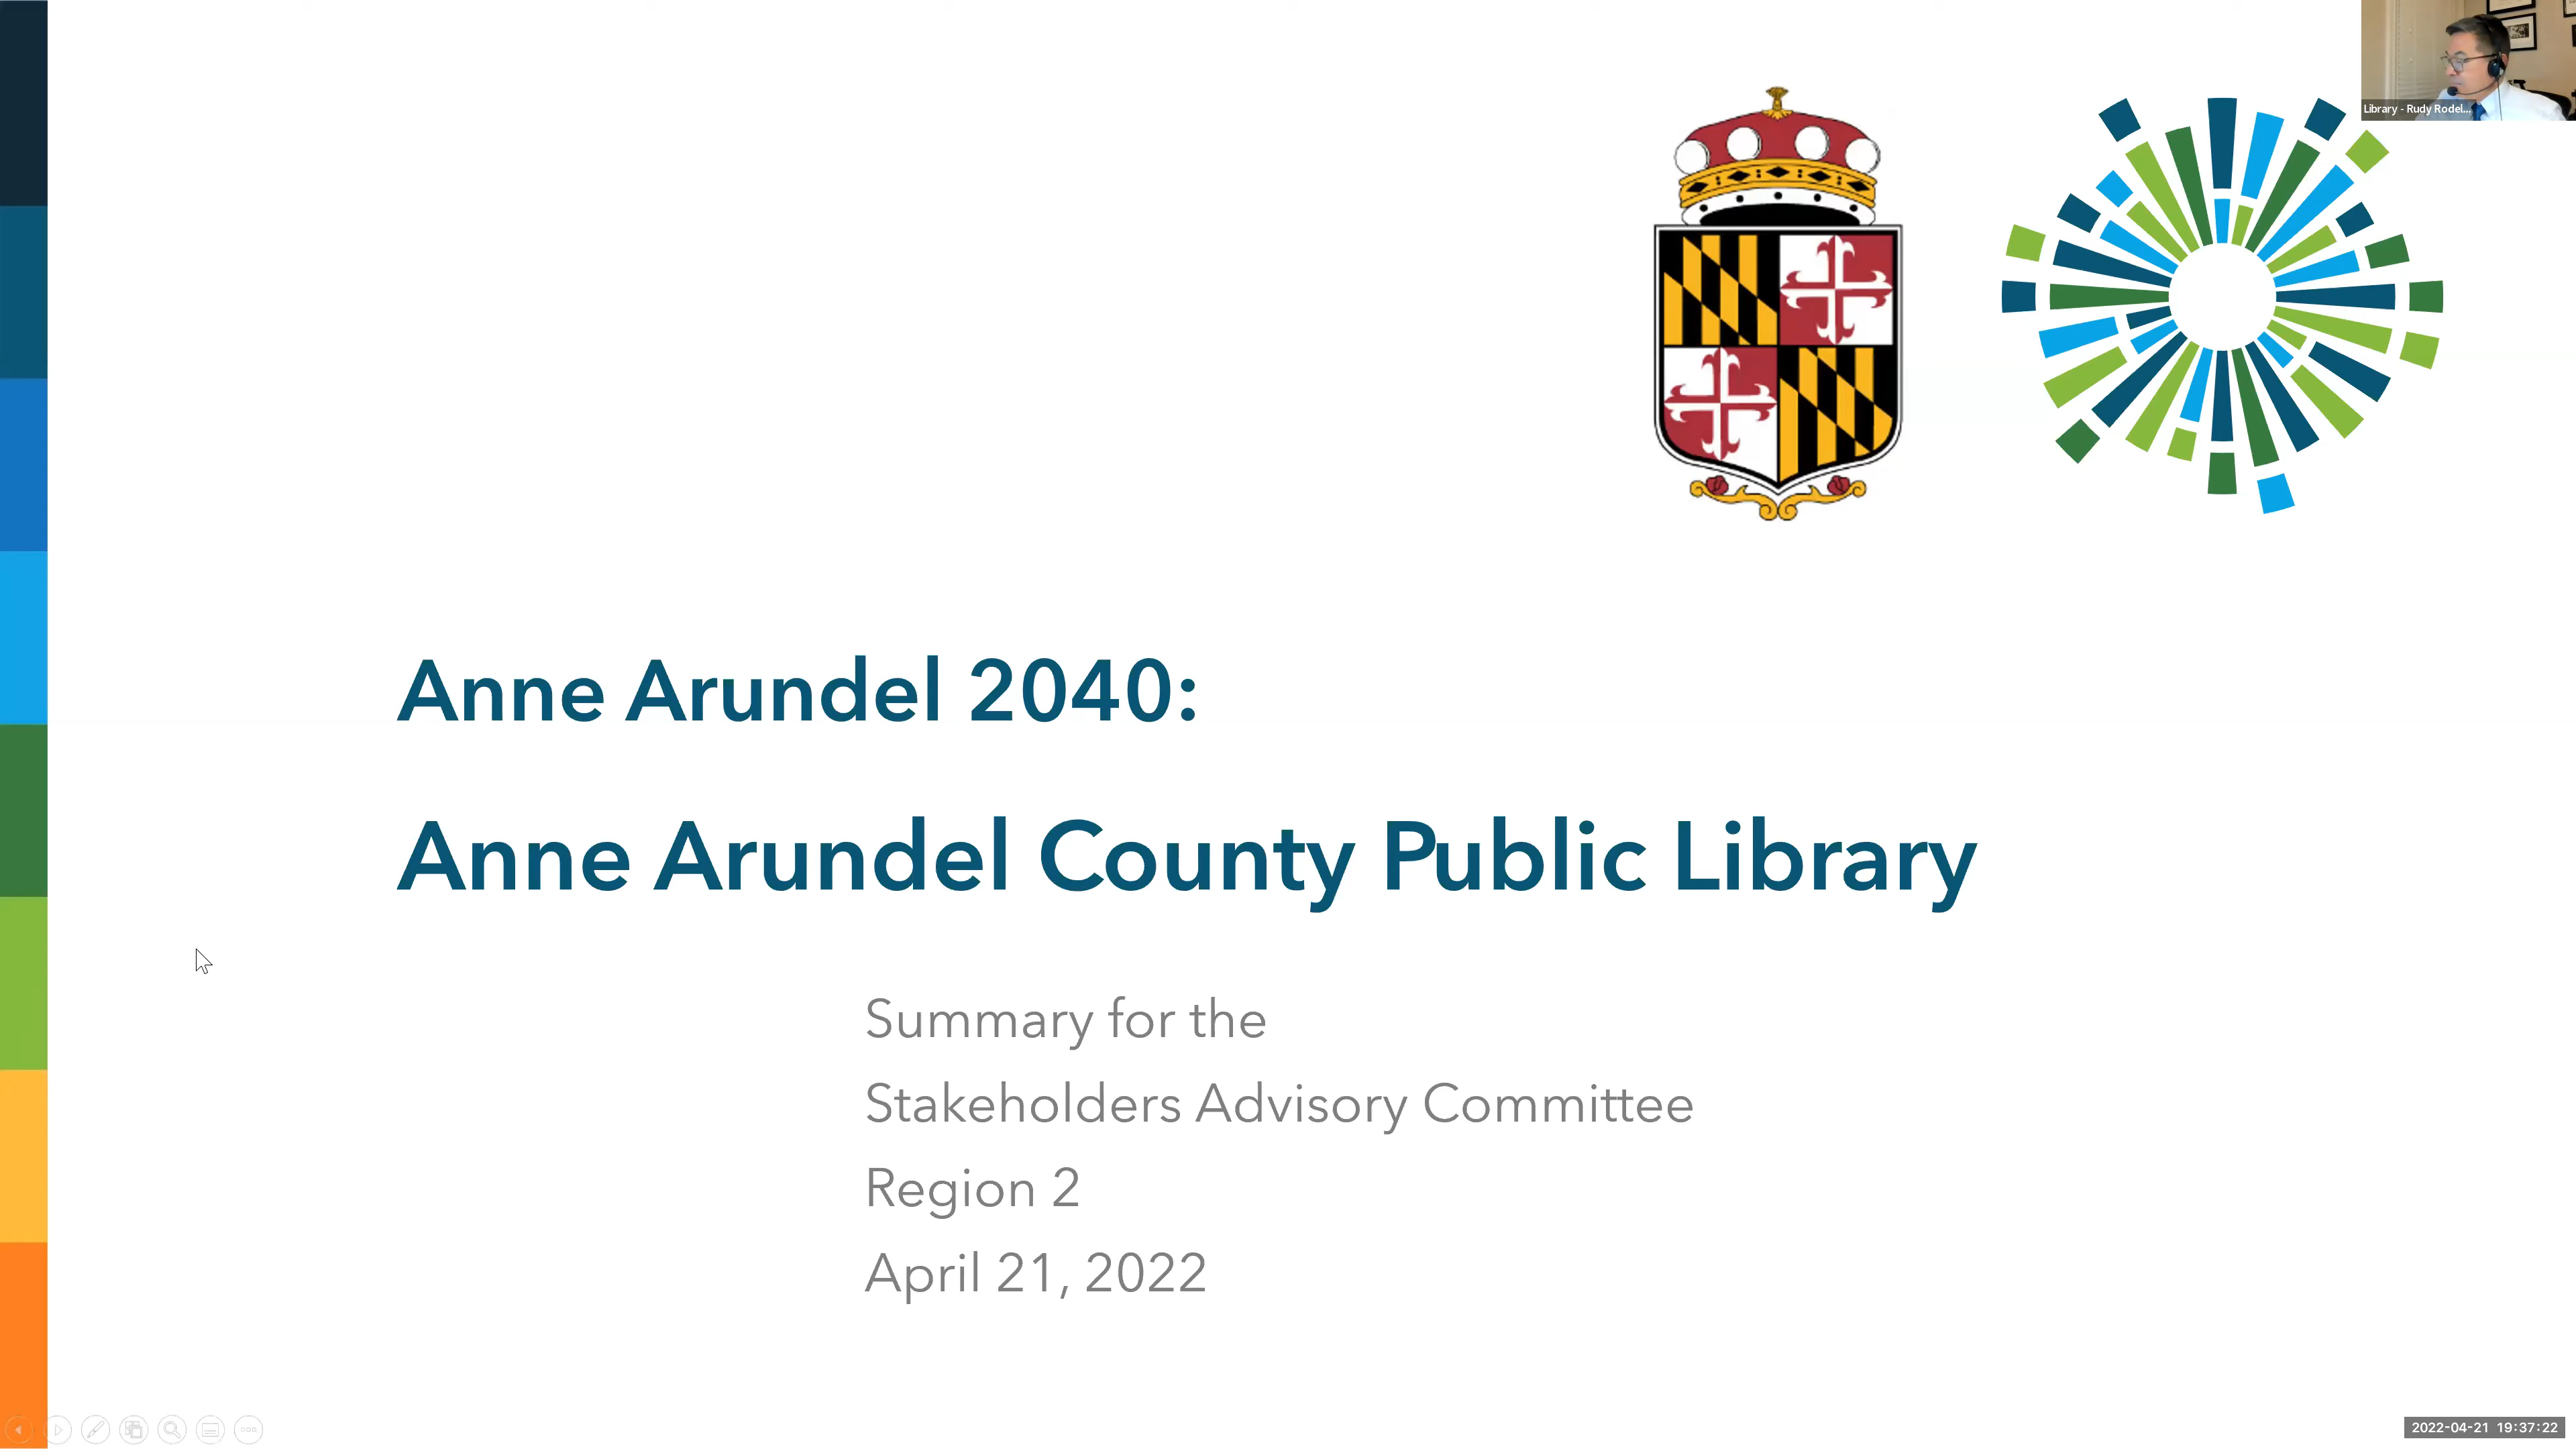 Library - Rudy Rodel...
Anne Arundel 2040:
Anne Arundel County Public Library
Summary for the
Stakeholders Advisory Committee
Region 2
April 21, 2022
2022-04-21 19:37:22